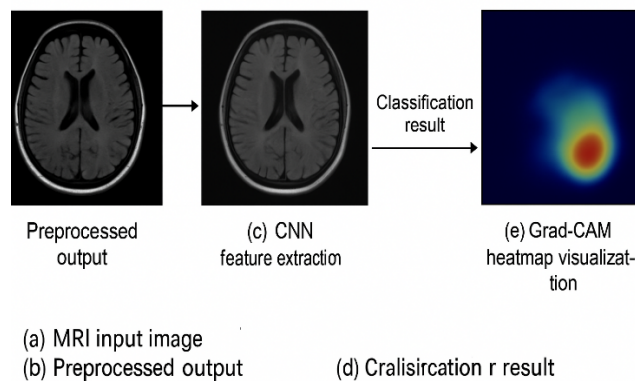 Preprocessed
output
(c) CNN
feature extraction
Classification
result
(e) Grad-CAM
heatmap visualizat-
tion
(a) MRI input image
(b) Preprocessed output
(d) Cralisircation r result